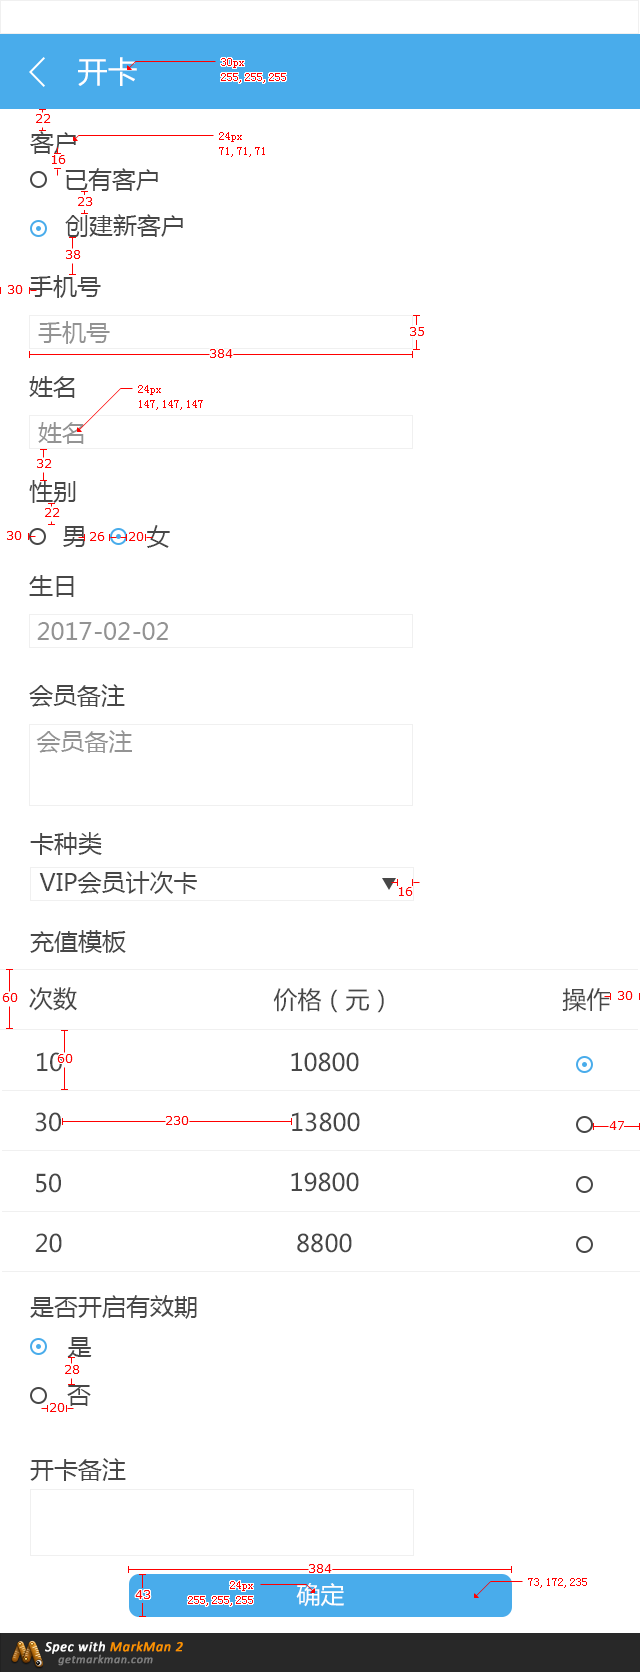 开卡
30px
255, 255, 255
22
客户
24px
71, 71, 71
16
已有客户
23
创建新客户
38
30
手机号
手机号
35
384
姓名
24px
147, 147, 147
姓名
32
性别
22
30 男 26 20 女
生日
2017-02-02
会员备注
会员备注
卡种类
VIP会员计次卡
16
充值模板
60 次数 价格（元） 操作 30
10 60 10800
30 230 13800 47
50 19800
20 8800
是否开启有效期
是
28
否
20
开卡备注
384
43 24px 确定 73, 172, 235
255, 255, 255
Spec with MarkMan 2
getmarkman.com